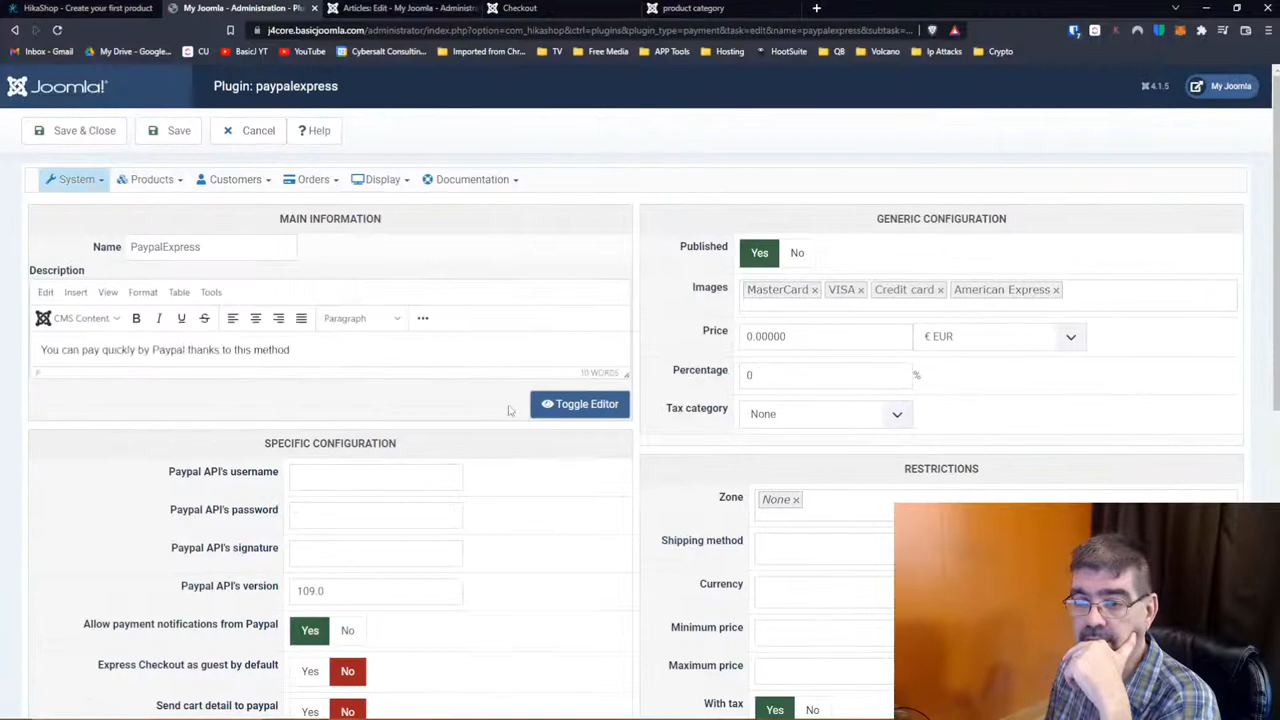 HikaShop - Create your first product
My Joomla - Administration - Plu
Articles: Edit - My Joomla - Administr
Checkout
product category
j4core.basicjoomla.com/administrator/index.php?option=com_hikashop&ctrl=plugins&plugin_type=payment&task=edit&name=paypalexpress&subtask=...
Inbox - Gmail
My Drive - Google...
CU
BasicJ YT
YouTube
Cybersalt Consultin...
Imported from Chr...
TV
Free Media
APP Tools
Hosting
HootSuite
QB
Volcano
Ip Attacks
Crypto
Joomla!
Plugin: paypalexpress
4.1.5
My Joomla
Save & Close
Save
Cancel
? Help
System
Products
Customers
Orders
Display
Documentation
MAIN INFORMATION
Name PaypalExpress
Description
Edit Insert View Format Table Tools
CMS Content B I U S Paragraph ...
You can pay quickly by Paypal thanks to this method
P 10 WORDS
Toggle Editor
SPECIFIC CONFIGURATION
Paypal API's username
Paypal API's password
Paypal API's signature
Paypal API's version 109.0
Allow payment notifications from Paypal Yes No
Express Checkout as guest by default Yes No
Send cart detail to paypal Yes No
GENERIC CONFIGURATION
Published Yes No
Images MasterCard × VISA × Credit card × American Express ×
Price 0.00000 € EUR
Percentage 0 %
Tax category None
RESTRICTIONS
Zone None ×
Shipping method
Currency
Minimum price
Maximum price
With tax Yes No